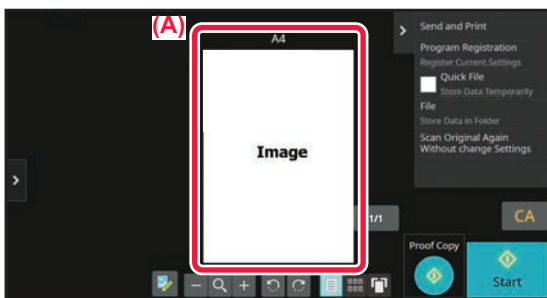 (A)
A4
Image
1/1
Send and Print
Program Registration
Register Current Settings
Quick File
Store Data Temporarily
File
Store Data in Folder
Scan Original Again
Without change Settings
CA
Proof Copy
Start